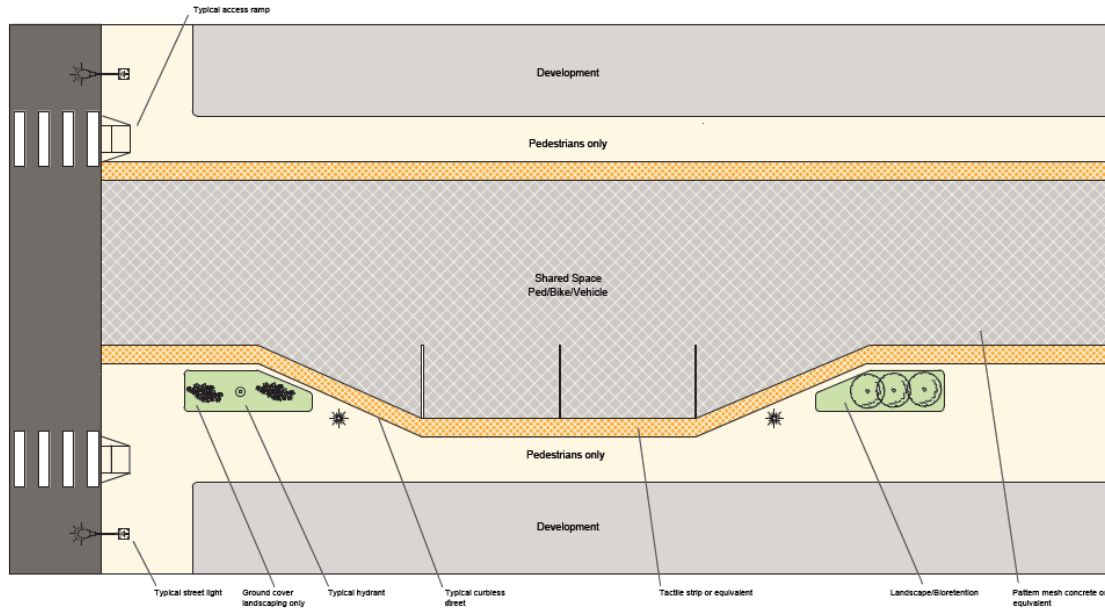 Typical access ramp
Development
Pedestrians only
Shared Space
Ped/Bike/Vehicle
Pedestrians only
Development
Typical street light
Ground cover
landscaping only
Typical hydrant
Typical curbless
street
Tactile strip or equivalent
Landscape/Bioretention
Pattern mesh concrete or
equivalent